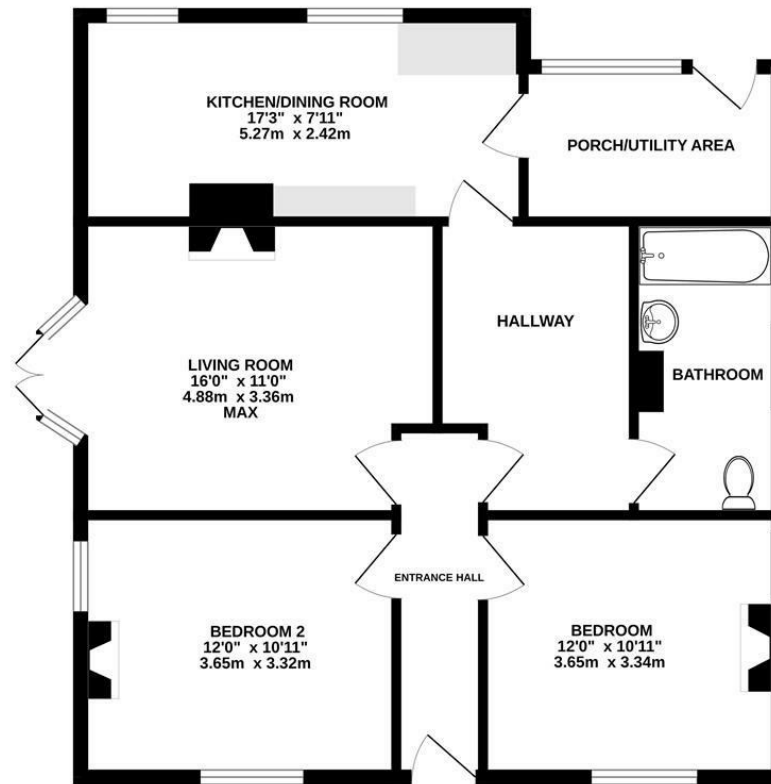 KITCHEN/DINING ROOM
17'3" x 7'11"
5.27m x 2.42m
PORCH/UTILITY AREA
HALLWAY
LIVING ROOM
16'0" x 11'0"
4.88m x 3.36m
MAX
BATHROOM
ENTRANCE HALL
BEDROOM 2
12'0" x 10'11"
3.65m x 3.32m
BEDROOM
12'0" x 10'11"
3.65m x 3.34m